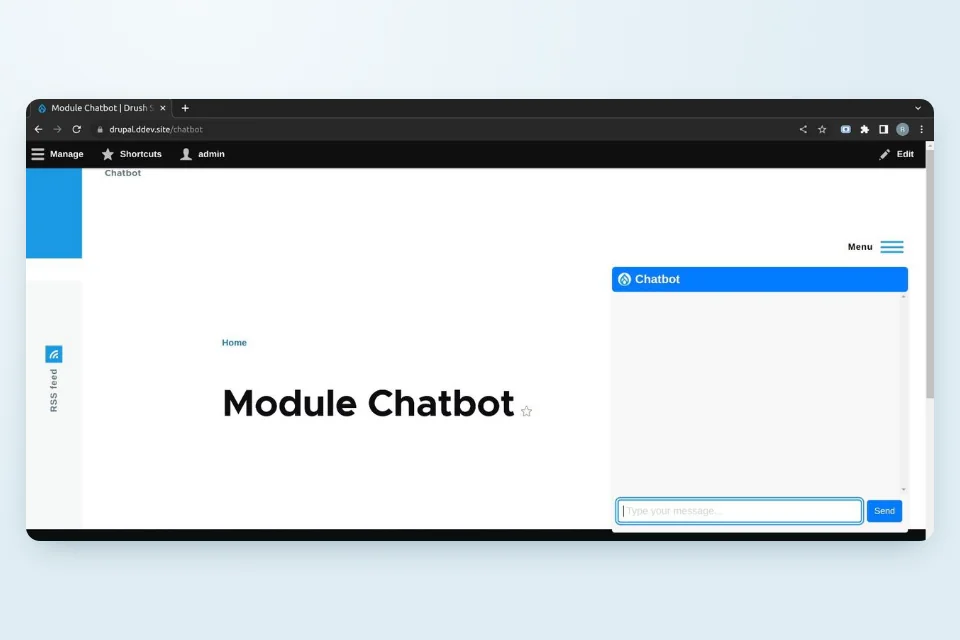 Module Chatbot | Drush S
drupal.ddev.site/chatbot
Manage
Shortcuts
admin
Edit
Chatbot
Menu
Chatbot
Home
RSS feed
Module Chatbot
Type your message...
Send